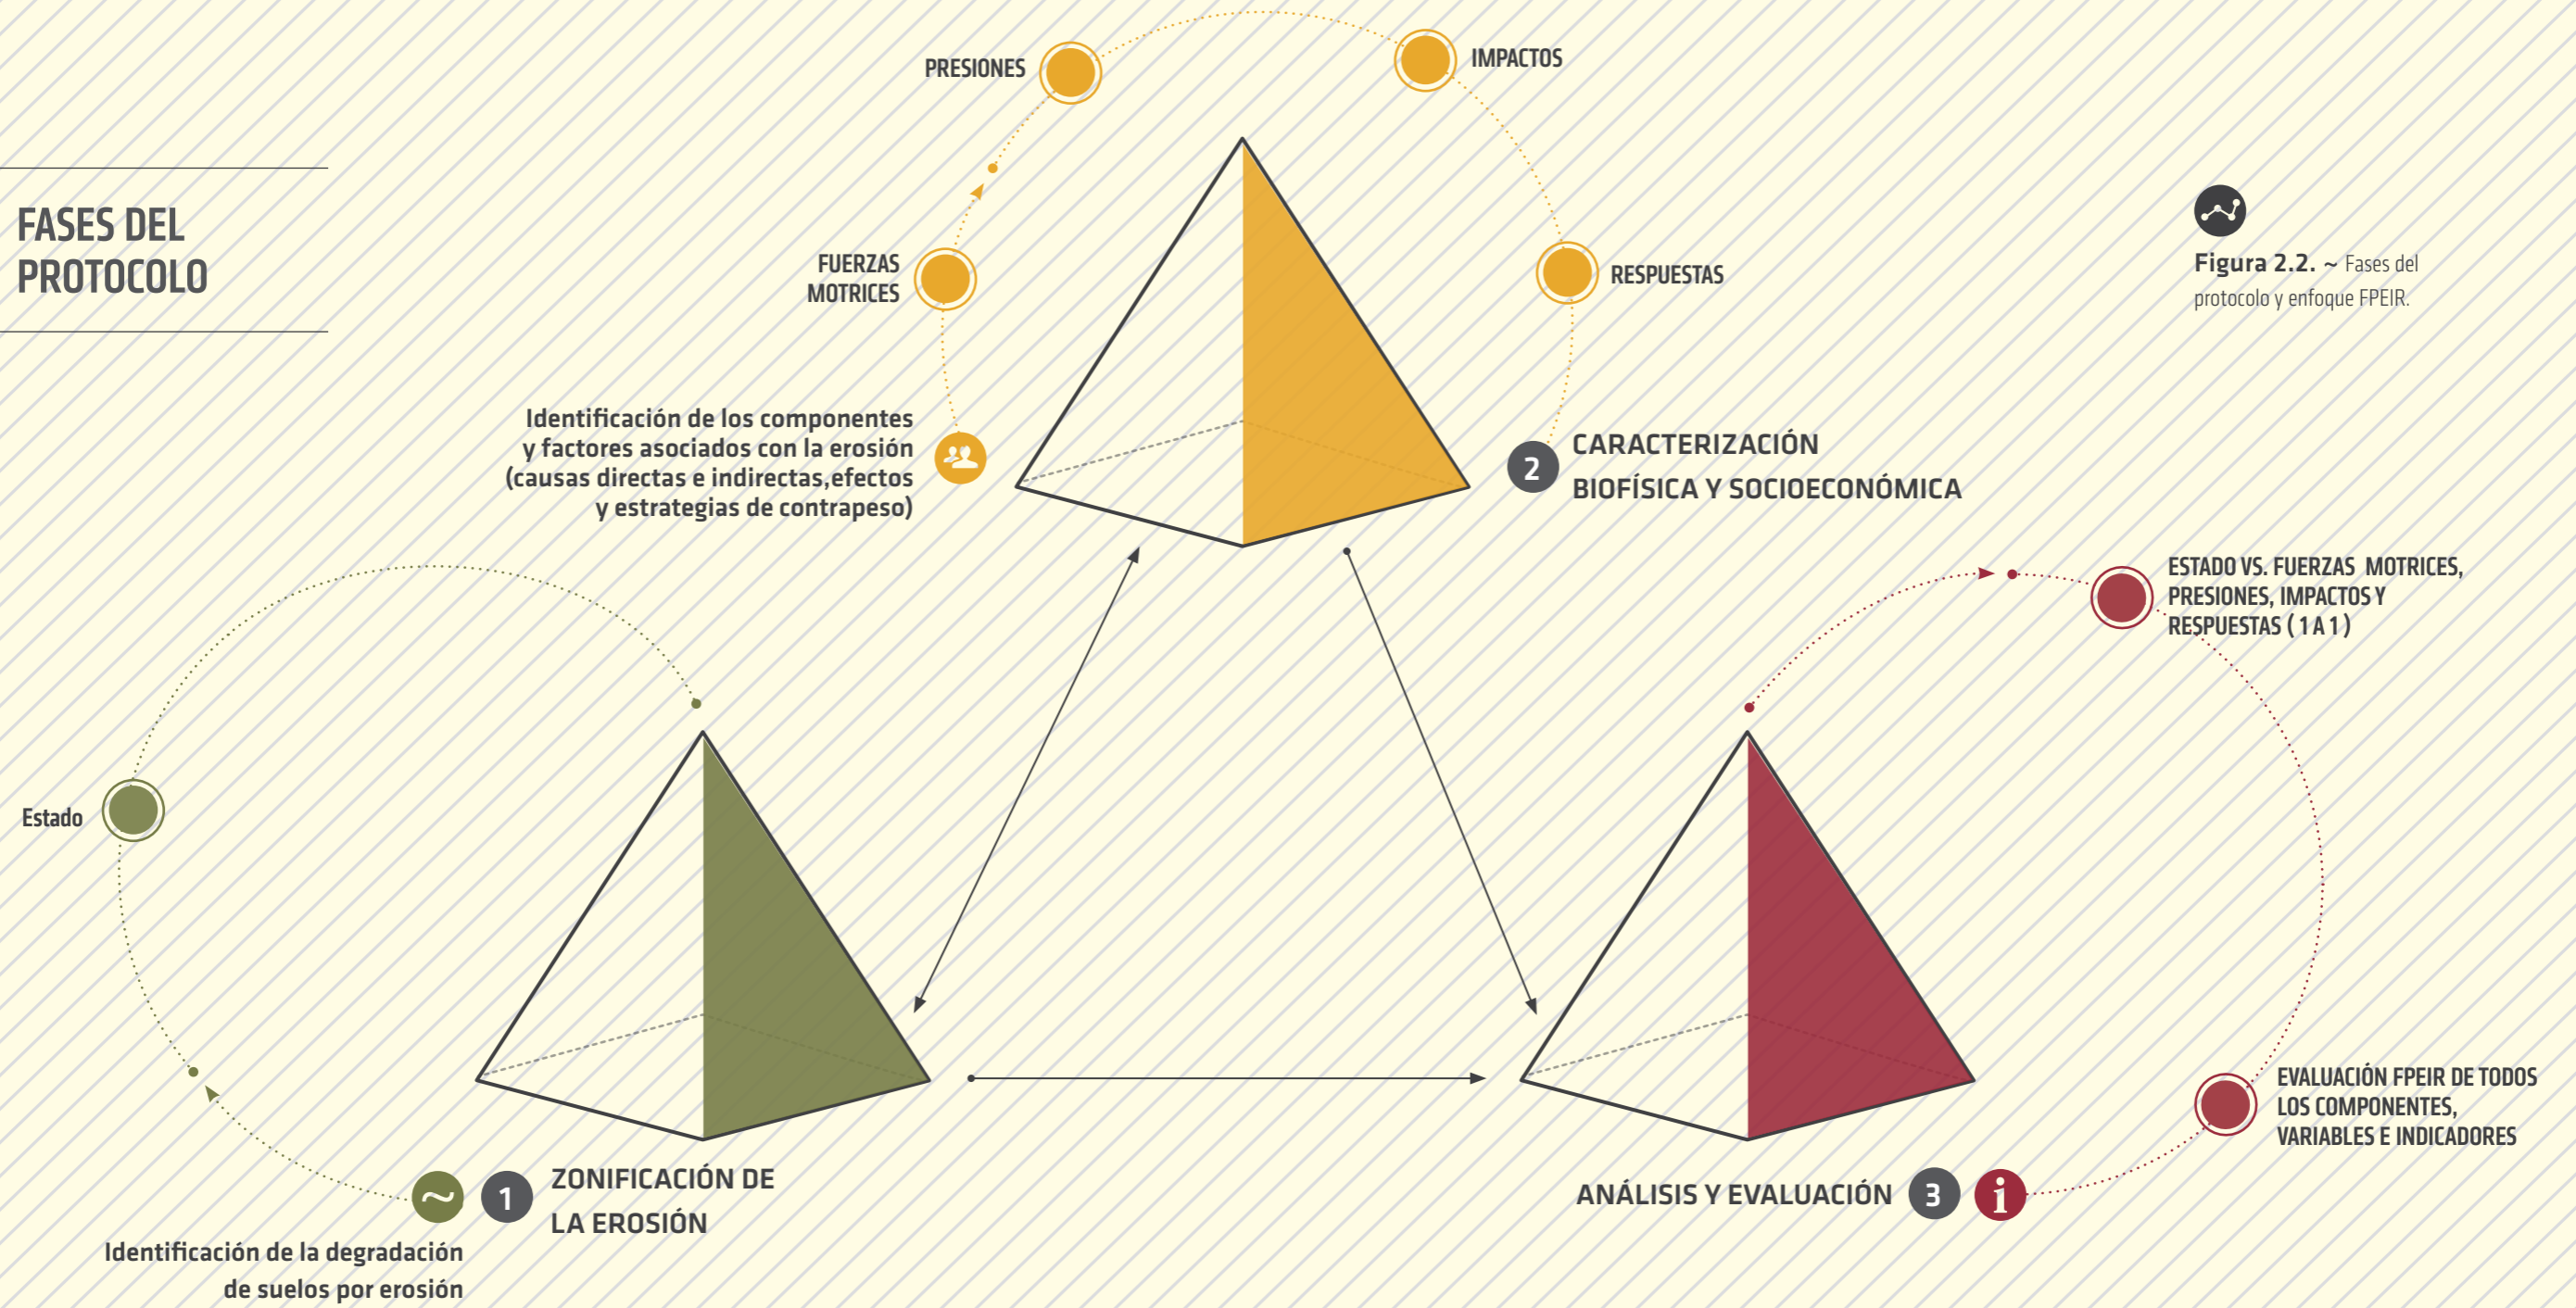 FASES DEL
PROTOCOLO
PRESIONES
IMPACTOS
FUERZAS
MOTRICES
RESPUESTAS
Figura 2.2. ~ Fases del
protocolo y enfoque FPEIR.
Identificación de los componentes
y factores asociados con la erosión
(causas directas e indirectas,efectos
y estrategias de contrapeso)
2
CARACTERIZACIÓN
BIOFÍSICA Y SOCIOECONÓMICA
ESTADO VS. FUERZAS MOTRICES,
PRESIONES, IMPACTOS Y
RESPUESTAS ( 1 A 1 )
Estado
EVALUACIÓN FPEIR DE TODOS
LOS COMPONENTES,
VARIABLES E INDICADORES
~
1
ZONIFICACIÓN DE
LA EROSIÓN
ANÁLISIS Y EVALUACIÓN 3 i
Identificación de la degradación
de suelos por erosión